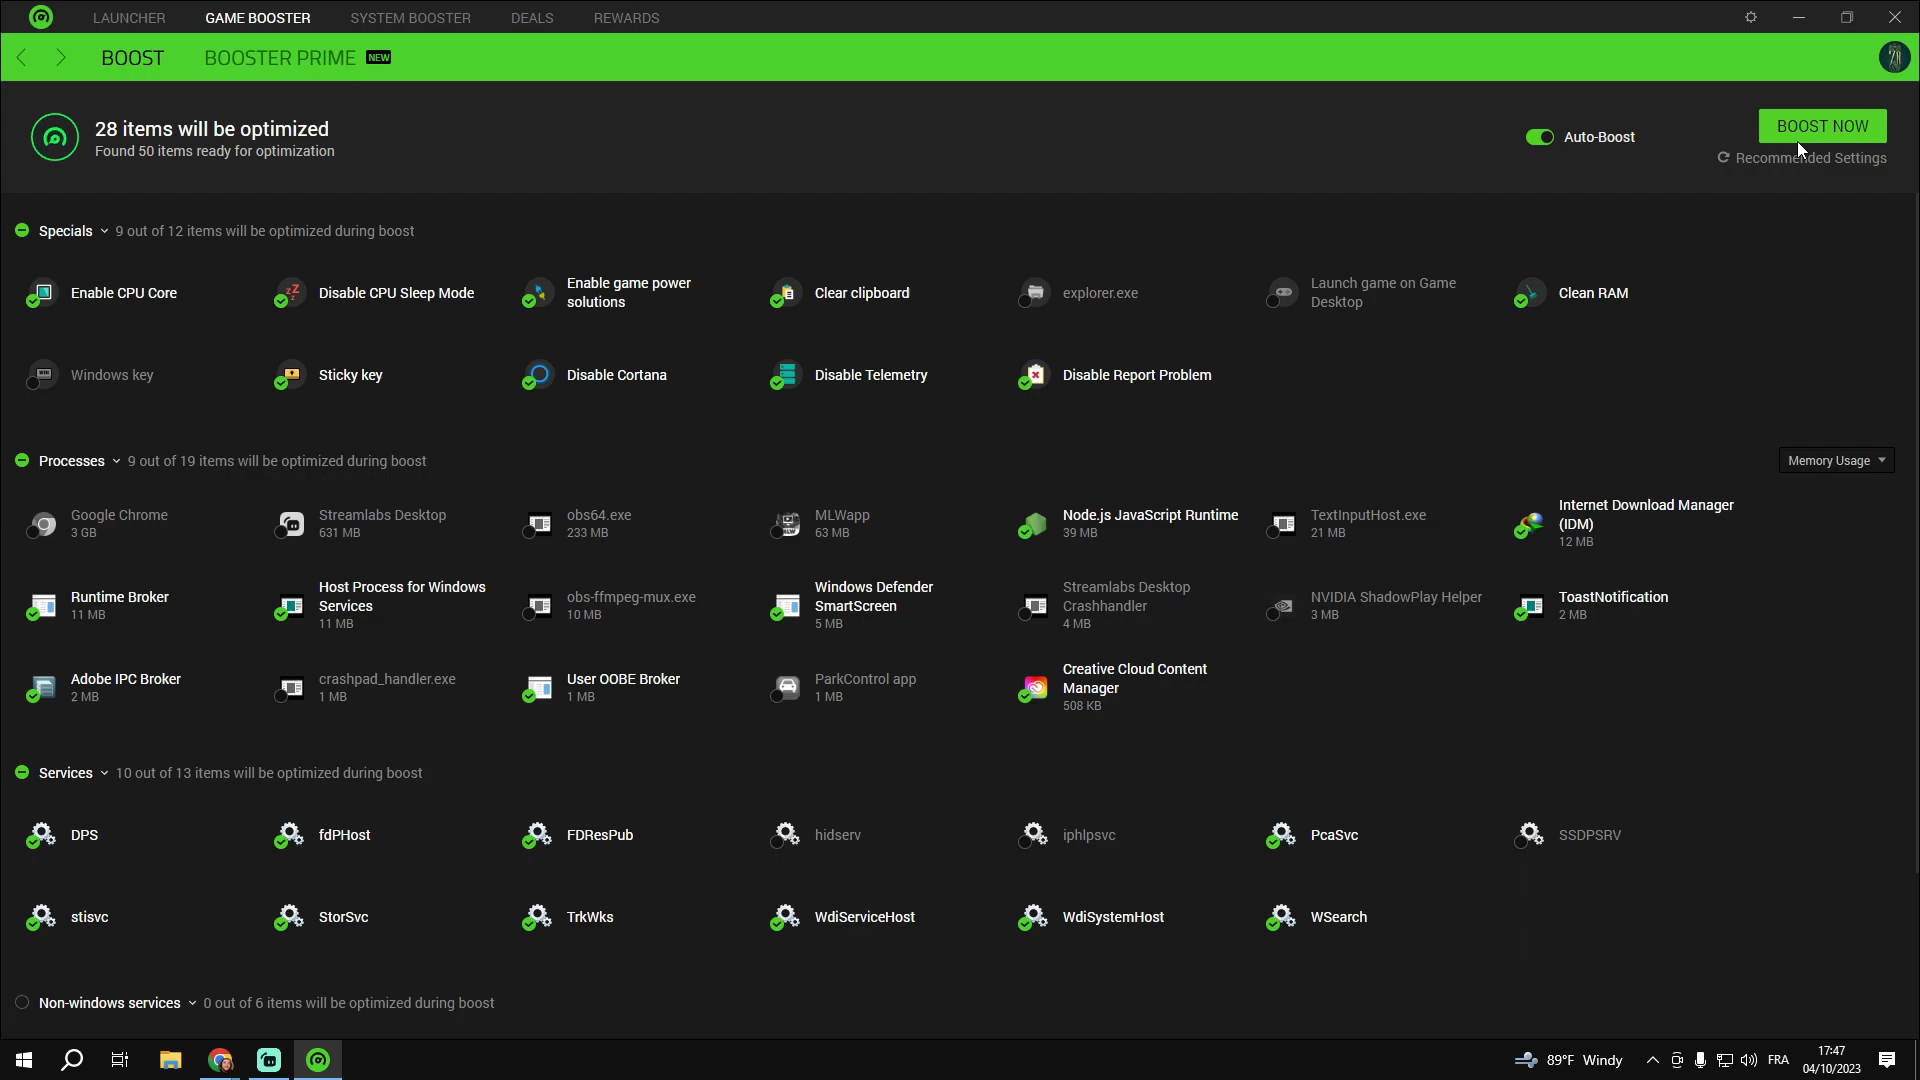 LAUNCHER GAME BOOSTER SYSTEM BOOSTER DEALS REWARDS
BOOST BOOSTER PRIME NEW
28 items will be optimized
Found 50 items ready for optimization
Auto-Boost
BOOST NOW
Recommended Settings
Specials 9 out of 12 items will be optimized during boost
Enable CPU Core
Disable CPU Sleep Mode
Enable game power
solutions
Clear clipboard
explorer.exe
Launch game on Game
Desktop
Clean RAM
Windows key
Sticky key
Disable Cortana
Disable Telemetry
Disable Report Problem
Processes 9 out of 19 items will be optimized during boost
Memory Usage
Google Chrome
3 GB
Streamlabs Desktop
631 MB
obs64.exe
233 MB
MLWapp
63 MB
Node.js JavaScript Runtime
39 MB
TextInputHost.exe
21 MB
Internet Download Manager
(IDM)
12 MB
Runtime Broker
11 MB
Host Process for Windows
Services
11 MB
obs-ffmpeg-mux.exe
10 MB
Windows Defender
SmartScreen
5 MB
Streamlabs Desktop
Crashhandler
4 MB
NVIDIA ShadowPlay Helper
3 MB
ToastNotification
2 MB
Adobe IPC Broker
2 MB
crashpad_handler.exe
1 MB
User OOBE Broker
1 MB
ParkControl app
1 MB
Creative Cloud Content
Manager
508 KB
Services 10 out of 13 items will be optimized during boost
DPS
fdPHost
FDResPub
hidserv
iphlpsvc
PcaSvc
SSDPSRV
stisvc
StorSvc
TrkWks
WdiServiceHost
WdiSystemHost
WSearch
Non-windows services 0 out of 6 items will be optimized during boost
89°F Windy
FRA
17:47
04/10/2023